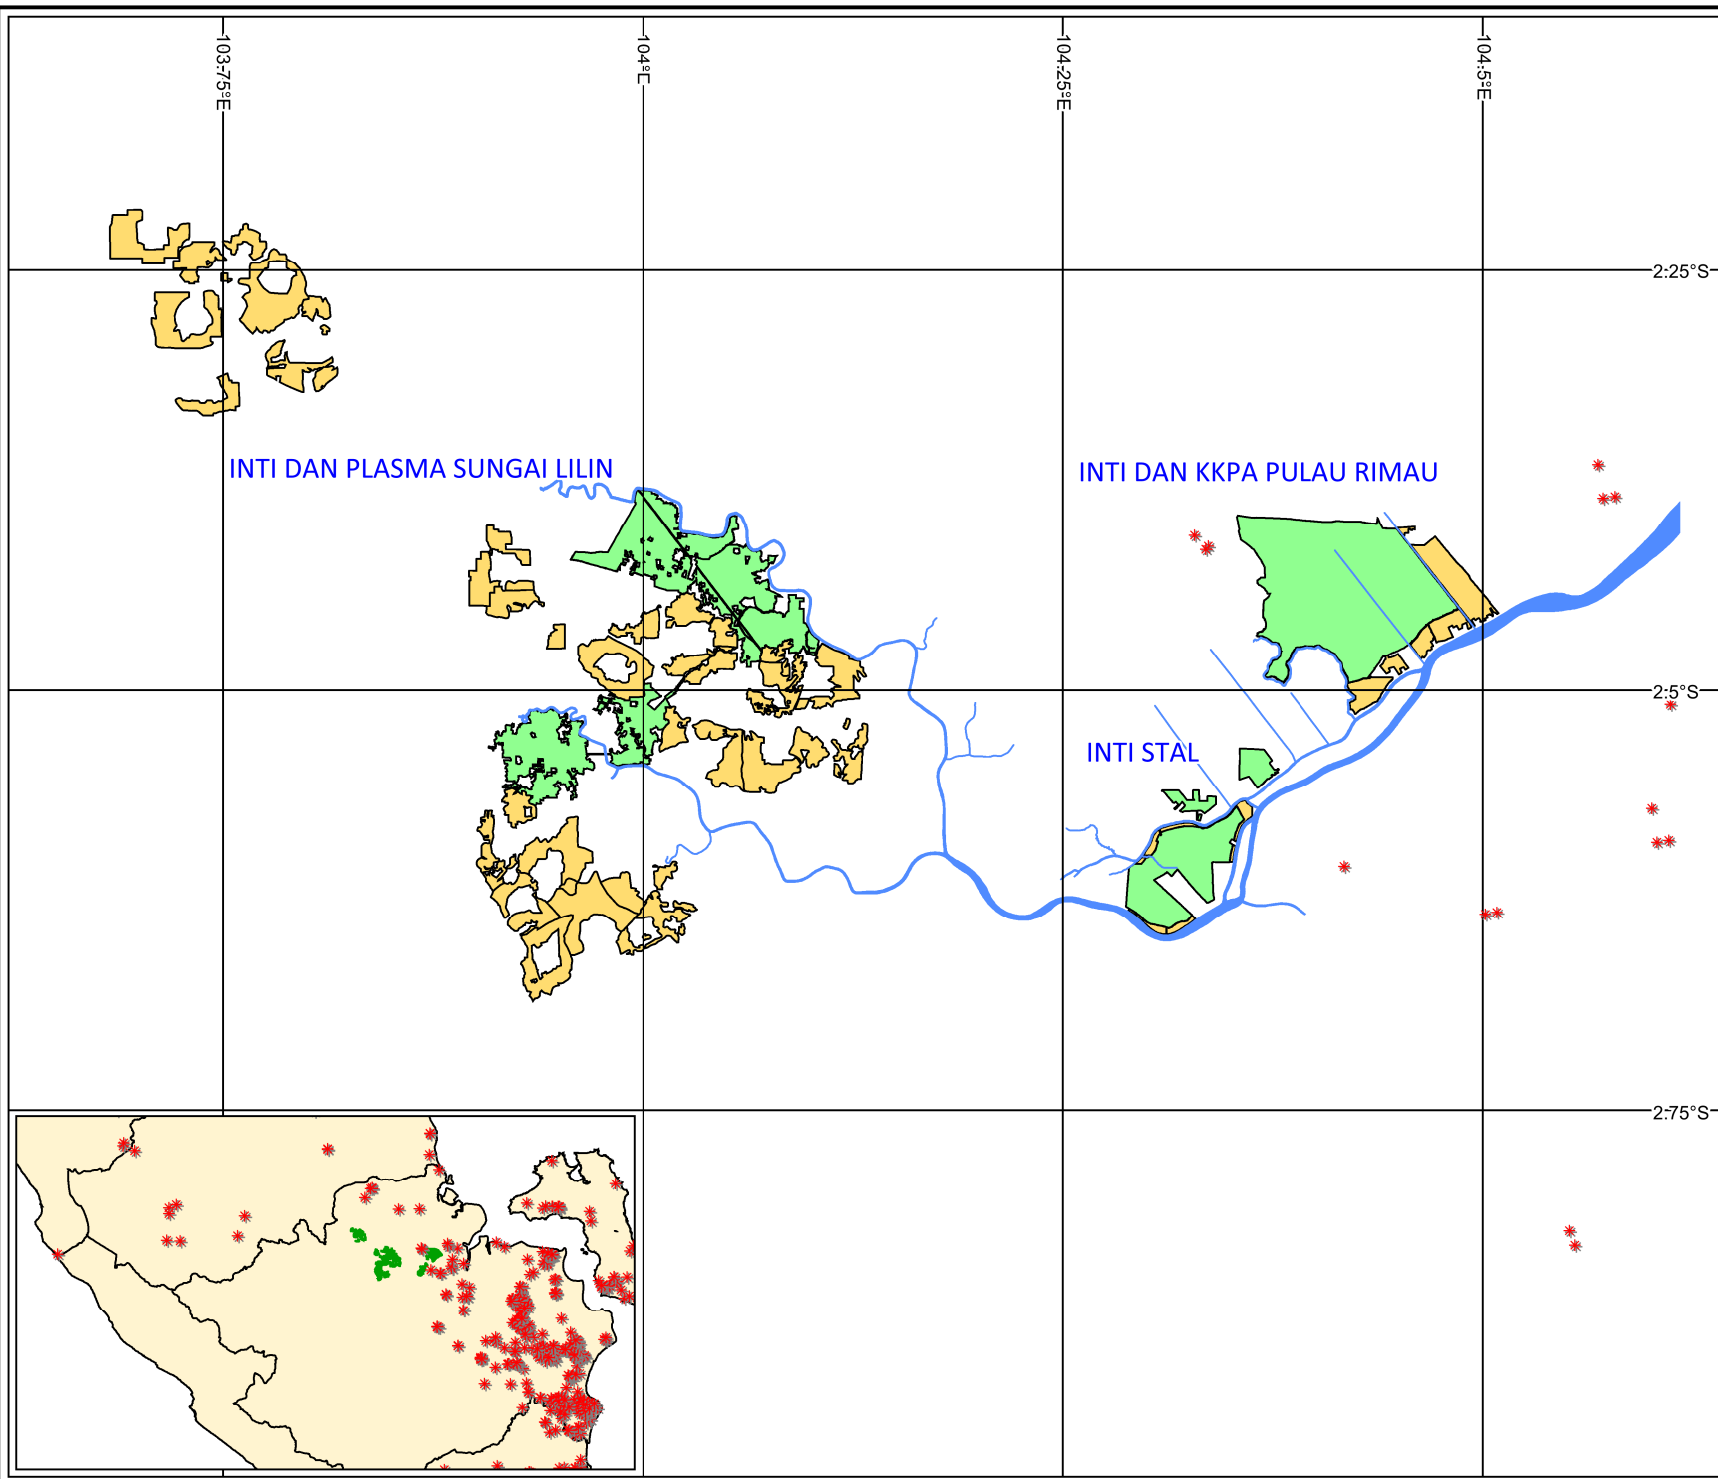 103.75°E
104°E
104.25°E
104.5°E
2.25°S
INTI DAN PLASMA SUNGAI LILIN
INTI DAN KKPA PULAU RIMAU
2.5°S
INTI STAL
2.75°S